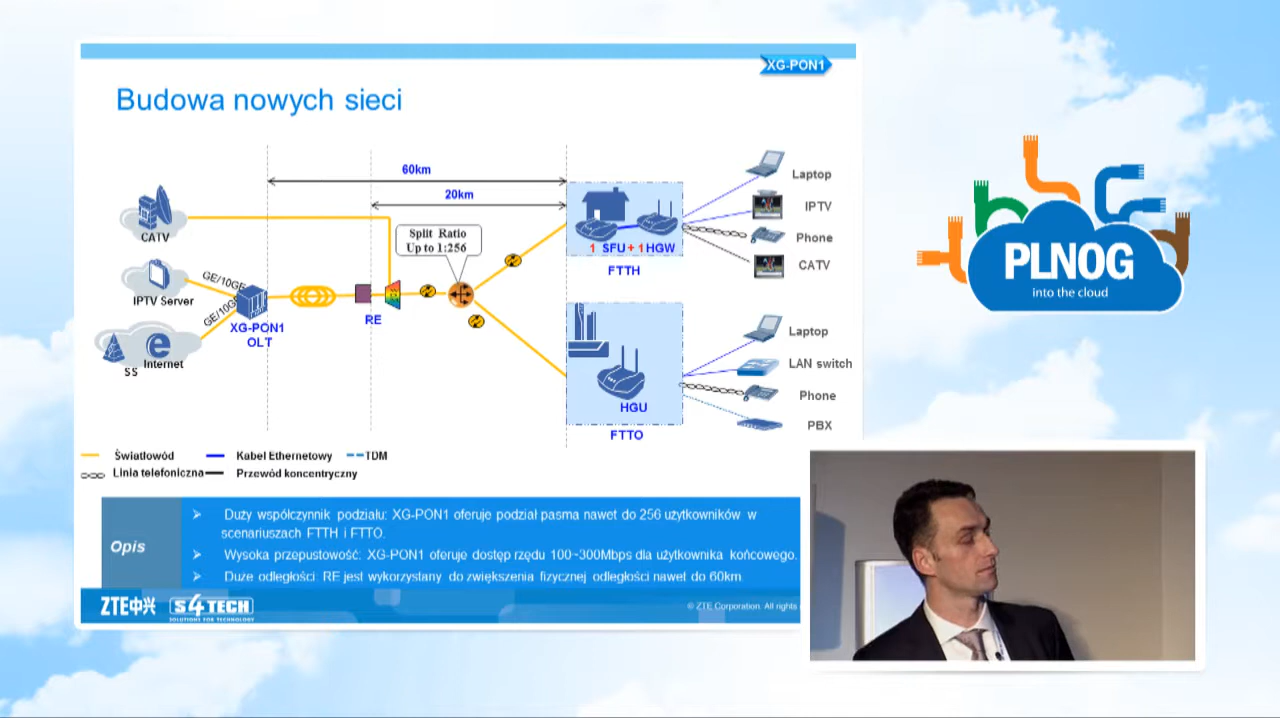 XG-PON1
Budowa nowych sieci
60km
20km
CATV
Split Ratio
Up to 1:256
1 SFU+1HGW
FTTH
Laptop
IPTV
Phone
CATV
IPTV Server
GE/10GE
GE/10GE
XG-PON1
OLT
RE
Internet
SS
HGU
FTTO
Laptop
LAN switch
Phone
PBX
Światłowód
Kabel Ethernetowy
TDM
Linia telefoniczna
Przewód koncentryczny
Opis
Duży współczynnik podziału: XG-PON1 oferuje podział pasma nawet do 256 użytkowników w
scenariuszach FTTH i FTTO.
Wysoka przepustowość: XG-PON1 oferuje dostęp rzędu 100~300Mbps dla użytkownika końcowego.
Duże odległości: RE jest wykorzystany do zwiększenia fizycznej odległości nawet do 60km
ZTE中兴
S4TECH
SOLUTIONS FOR TECHNOLOGY
© ZTE Corporation. All rights
PLNOG
into the cloud